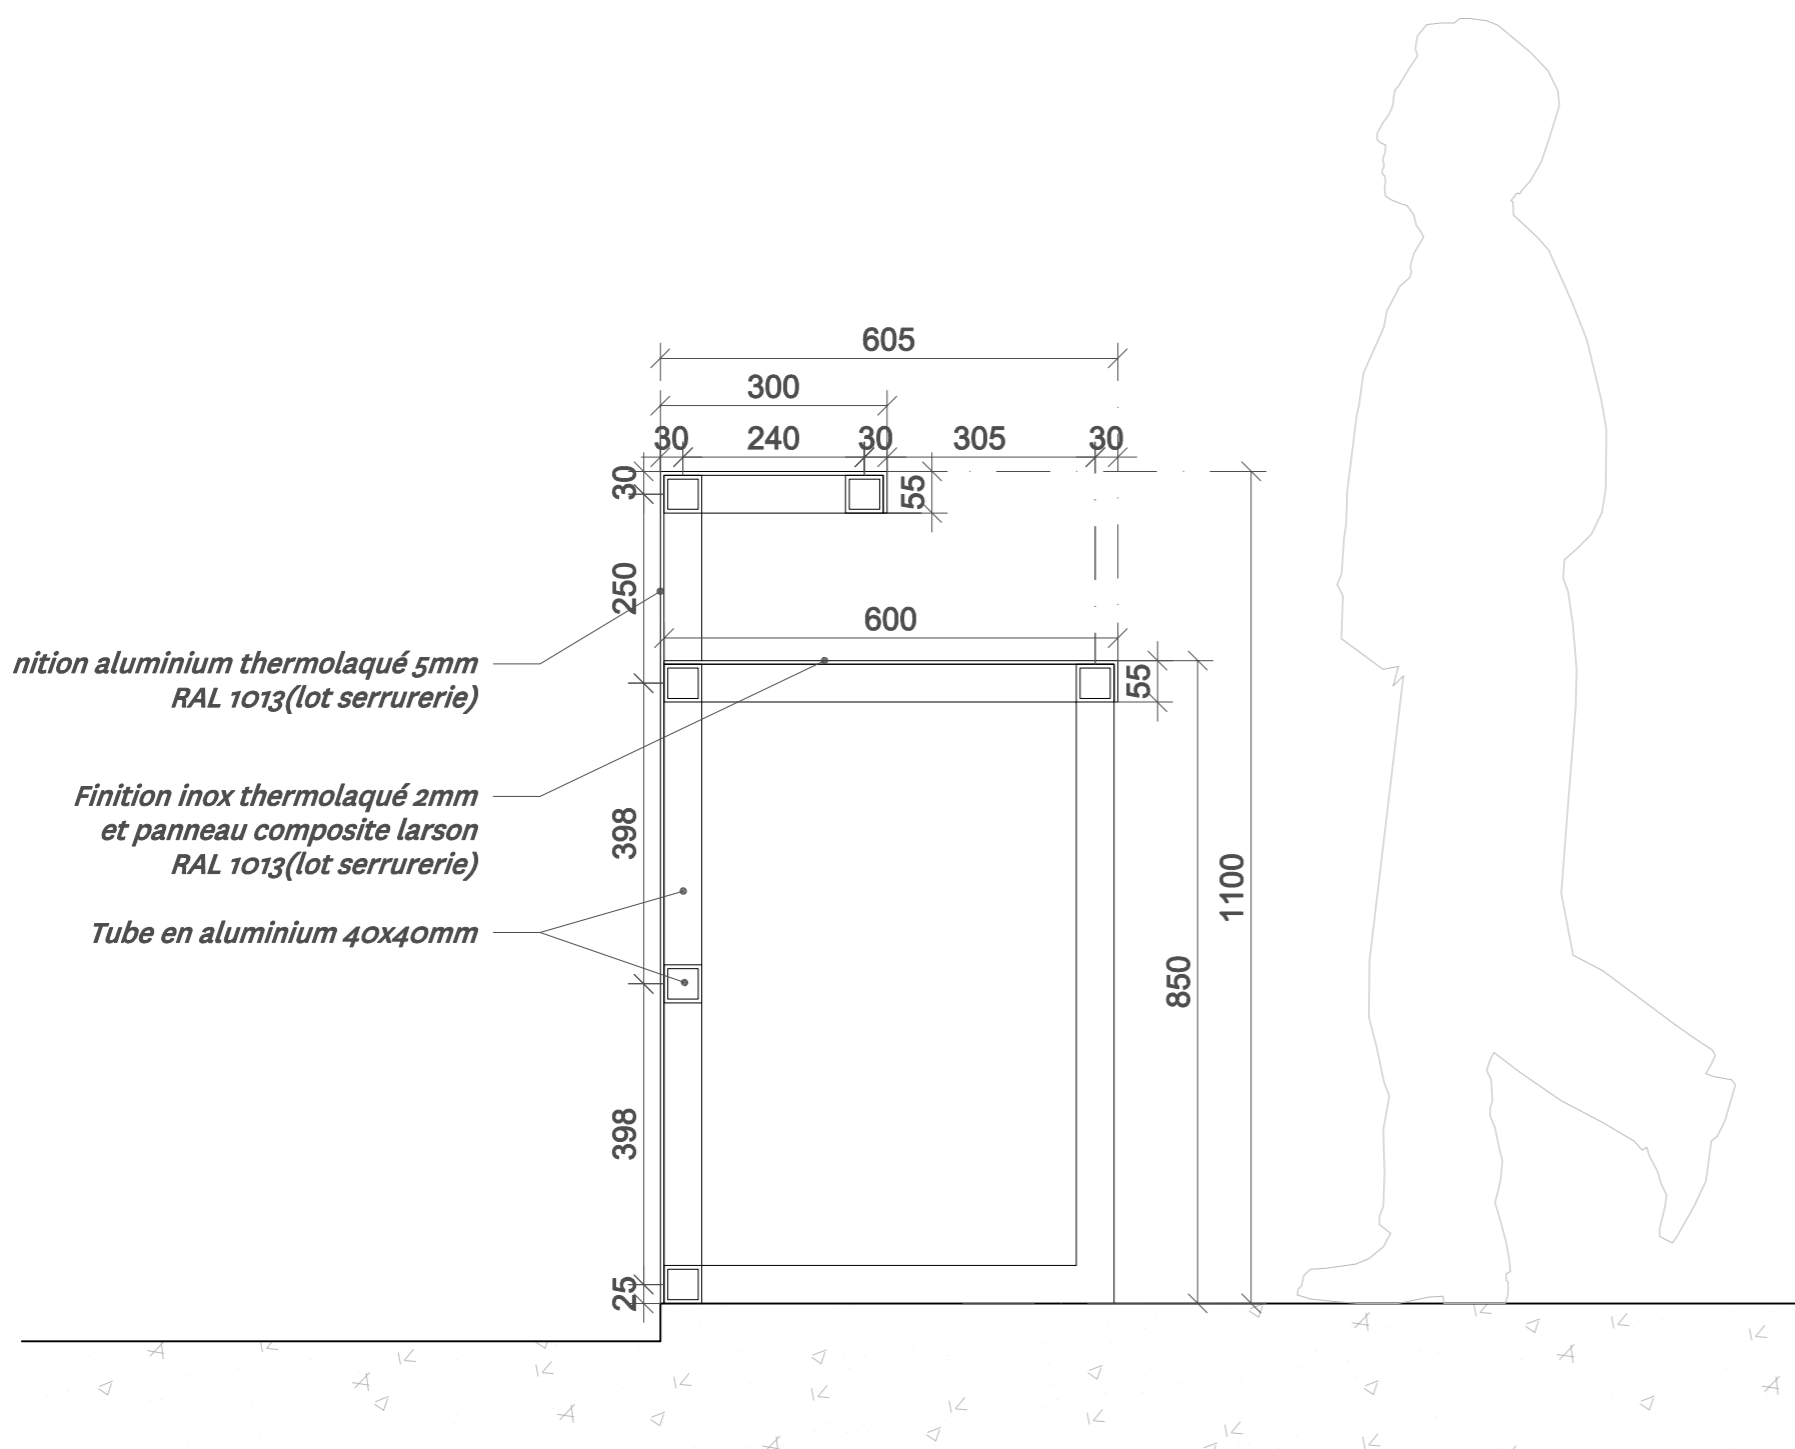 605
300
30 240 30 305 30
30
55
250
600
55
nition aluminium thermolaqué 5mm
RAL 1013(lot serrurerie)
Finition inox thermolaqué 2mm
et panneau composite larson
RAL 1013(lot serrurerie)
398
1100
Tube en aluminium 40x40mm
850
398
25